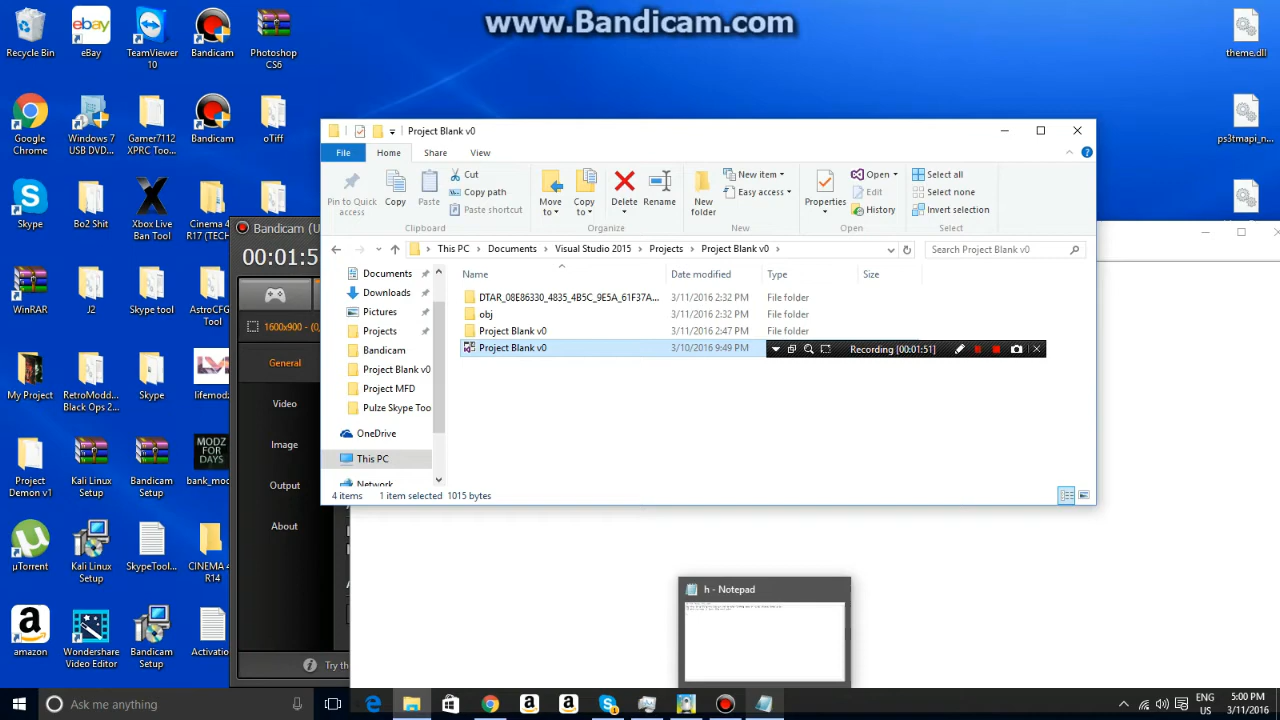 www.Bandicam.com
Recycle Bin
eBay
TeamViewer 10
Bandicam
Photoshop CS6
theme.dll
Google Chrome
Windows 7 USB DVD...
Gamer7112 XPRC Too...
Bandicam
oTiff
ps3tmapi_n...
Skype
Bo2 Shit
Xbox Live Ban Tool
Cinema 4 R17 (TECH
WinRAR
J2
Skype tool
AstroCFG Tool
My Project
RetroModd... Black Ops 2...
Skype
Pulze Skype Too
lifemod
Project Demon v1
Kali Linux Setup
Bandicam Setup
MODZ FOR DAYS
bank_mod
µTorrent
Kali Linux Setup
SkypeTool...
CINEMA 4 R14
amazon
Wondershare Video Editor
Bandicam Setup
Activatio
Bandicam (U
00:01:5
1600x900 - (0,
General
Video
Image
Output
About
Try the
Project Blank v0
File
Home
Share
View
Pin to Quick access
Copy
Paste
Cut
Copy path
Paste shortcut
Clipboard
Move to
Copy to
Delete
Rename
Organize
New folder
New item
Easy access
New
Properties
Open
Edit
History
Open
Select all
Select none
Invert selection
Select
This PC > Documents > Visual Studio 2015 > Projects > Project Blank v0 >
Search Project Blank v0
Name
Date modified
Type
Size
Documents
Downloads
Pictures
Projects
Bandicam
Project Blank v0
Project MFD
OneDrive
This PC
Network
DTAR_08E86330_4835_4B5C_9E5A_61F37A... 3/11/2016 2:32 PM File folder
obj 3/11/2016 2:32 PM File folder
Project Blank v0 3/11/2016 2:47 PM File folder
Project Blank v0 3/10/2016 9:49 PM
Recording [00:01:51]
4 items 1 item selected 1015 bytes
h - Notepad
Ask me anything
ENG
US
5:00 PM
3/11/2016